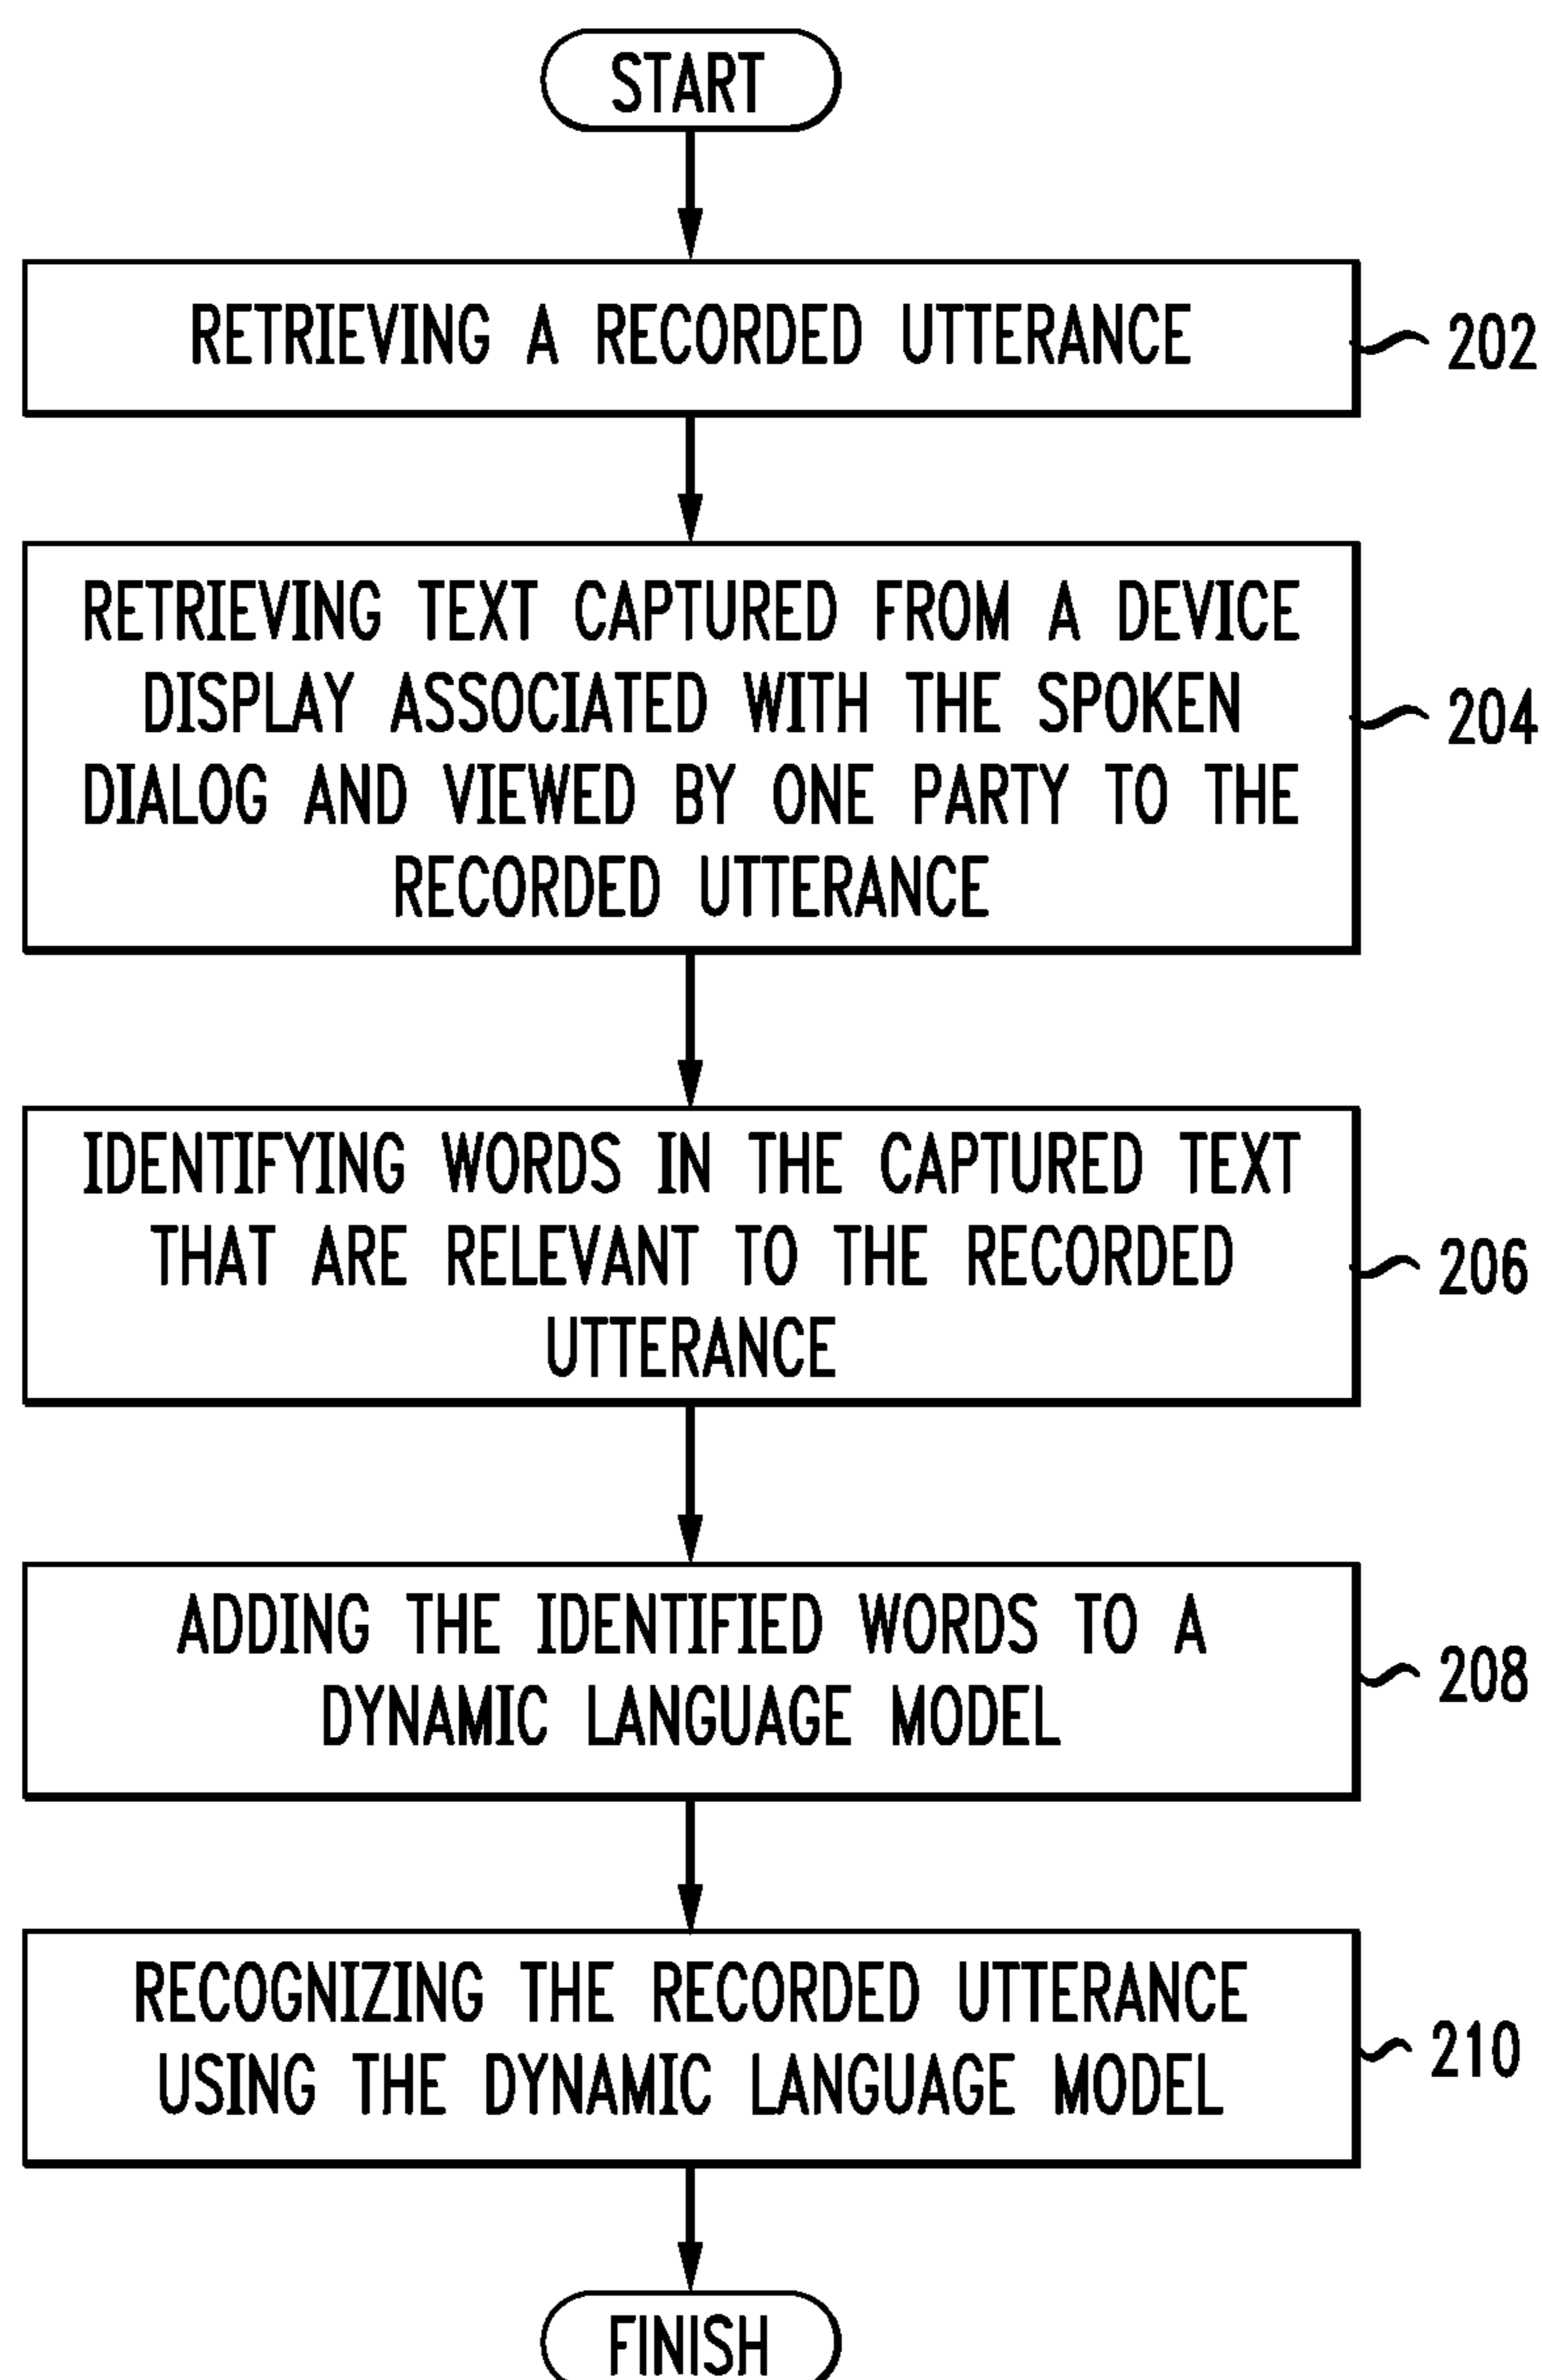 START
RETRIEVING A RECORDED UTTERANCE
202
RETRIEVING TEXT CAPTURED FROM A DEVICE
DISPLAY ASSOCIATED WITH THE SPOKEN
DIALOG AND VIEWED BY ONE PARTY TO THE
RECORDED UTTERANCE
204
IDENTIFYING WORDS IN THE CAPTURED TEXT
THAT ARE RELEVANT TO THE RECORDED
UTTERANCE
206
ADDING THE IDENTIFIED WORDS TO A
DYNAMIC LANGUAGE MODEL
208
RECOGNIZING THE RECORDED UTTERANCE
USING THE DYNAMIC LANGUAGE MODEL
210
FINISH